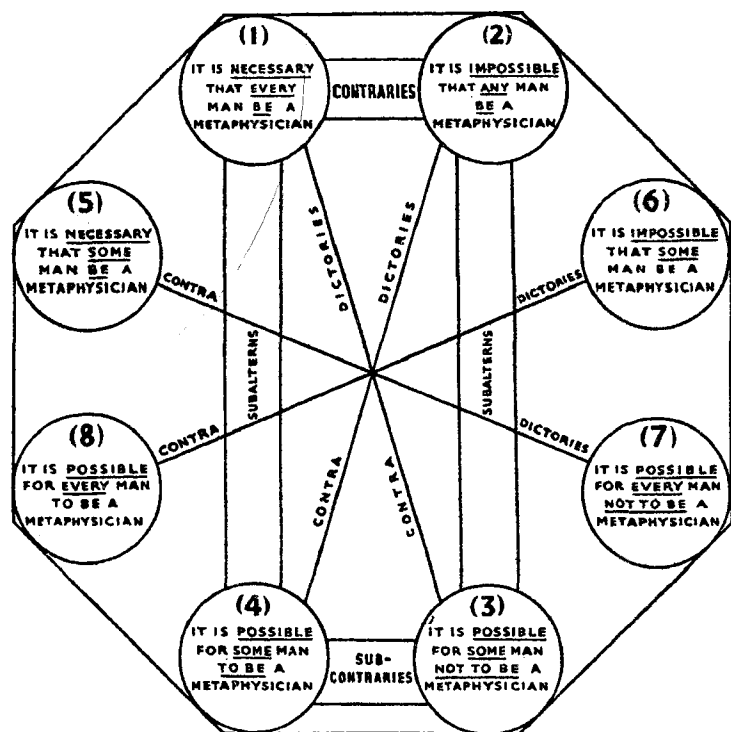 (1)
IT IS NECESSARY
THAT EVERY
MAN BE A
METAPHYSICIAN
CONTRARIES
(2)
IT IS IMPOSSIBLE
THAT ANY MAN
BE A
METAPHYSICIAN
(5)
IT IS NECESSARY
THAT SOME
MAN BE A
METAPHYSICIAN
(6)
IT IS IMPOSSIBLE
THAT SOME
MAN BE A
METAPHYSICIAN
DICTORIES
DICTORIES
CONTRA
DICTORIES
SUBALTERNS
SUBALTERNS
CONTRA
DICTORIES
CONTRA
CONTRA
(8)
IT IS POSSIBLE
FOR EVERY MAN
TO BE A
METAPHYSICIAN
(7)
IT IS POSSIBLE
FOR EVERY MAN
NOT TO BE A
METAPHYSICIAN
(4)
IT IS POSSIBLE
FOR SOME MAN
TO BE A
METAPHYSICIAN
SUB-
CONTRARIES
(3)
IT IS POSSIBLE
FOR SOME MAN
NOT TO BE A
METAPHYSICIAN